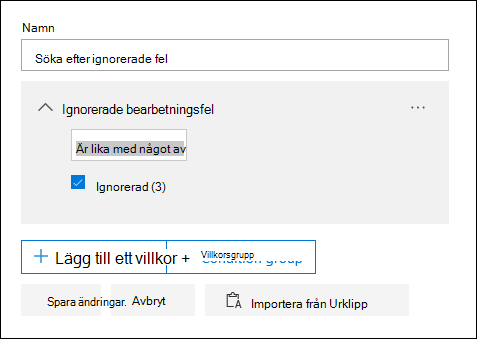 Namn
Söka efter ignorerade fel
Ignorerade bearbetningsfel
Är lika med något av
Ignorerad (3)
+ Lägg till ett villkor + Villkorsgrupp
Condition group
Spara ändringar. Avbryt Importera från Urklipp